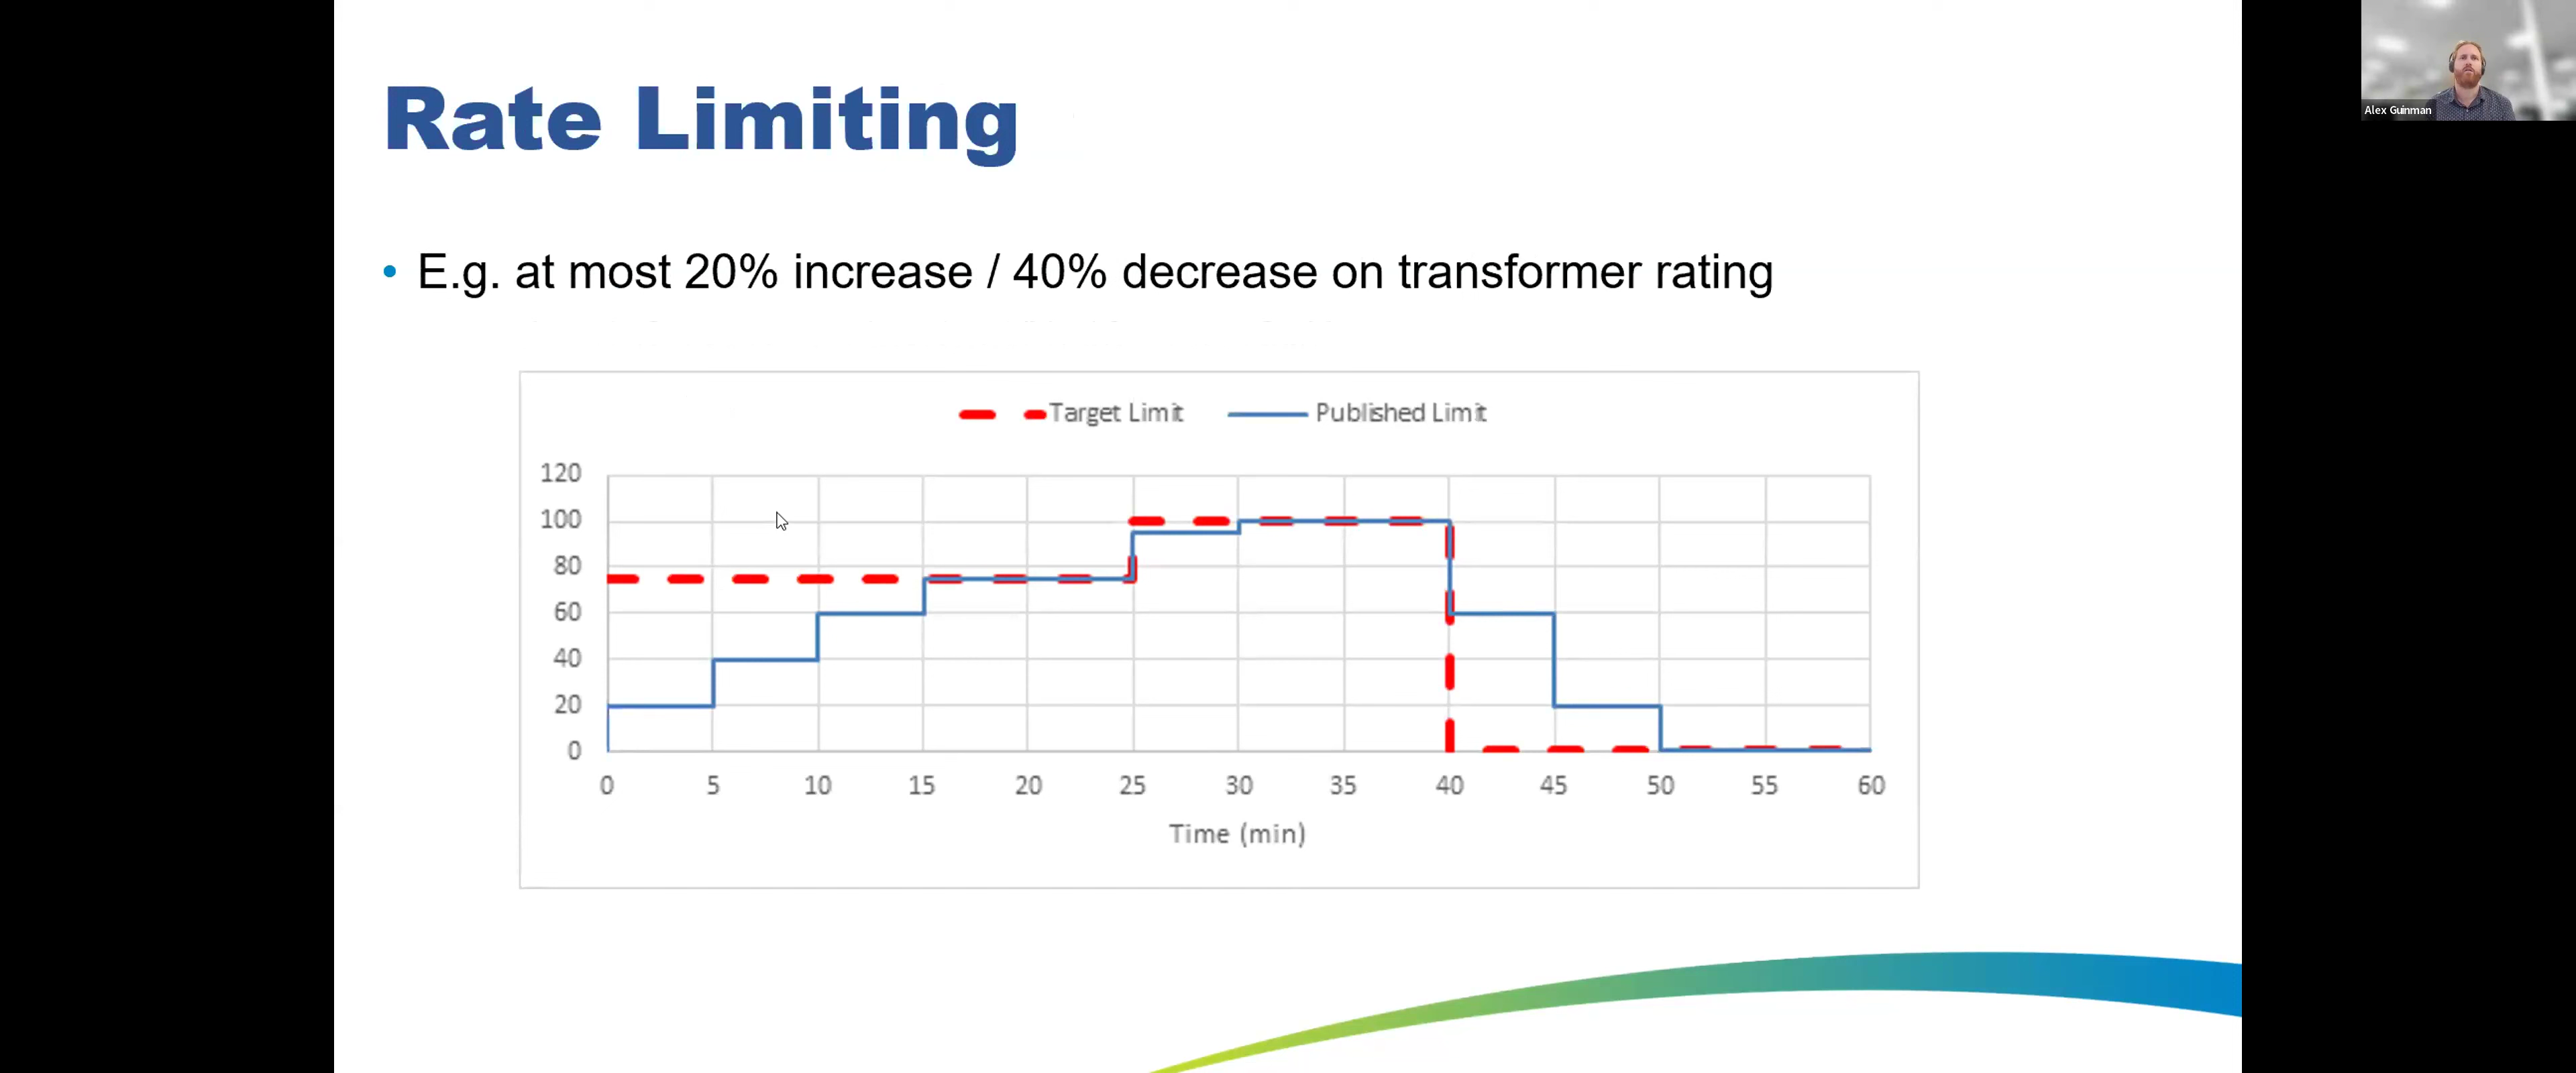 Rate Limiting
Alex Guinman
• E.g. at most 20% increase / 40% decrease on transformer rating
Target Limit Published Limit
120
100
80
60
40
20
0
0 5 10 15 20 25 30 35 40 45 50 55 60
Time (min)